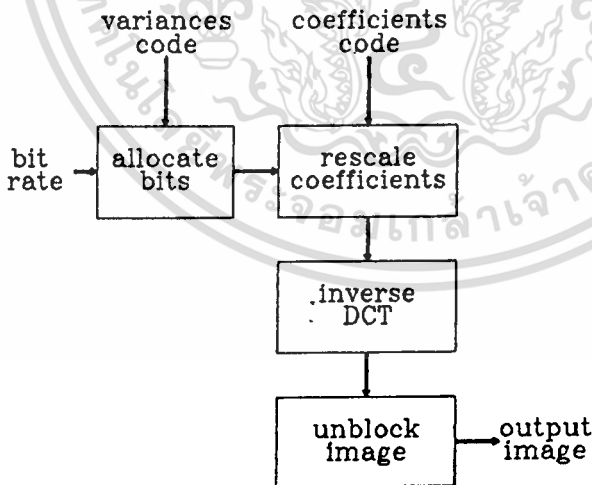 variances
code
coefficients
code
bit
rate
allocate
bits
rescale
coefficients
inverse
DCT
unblock
image
output
image